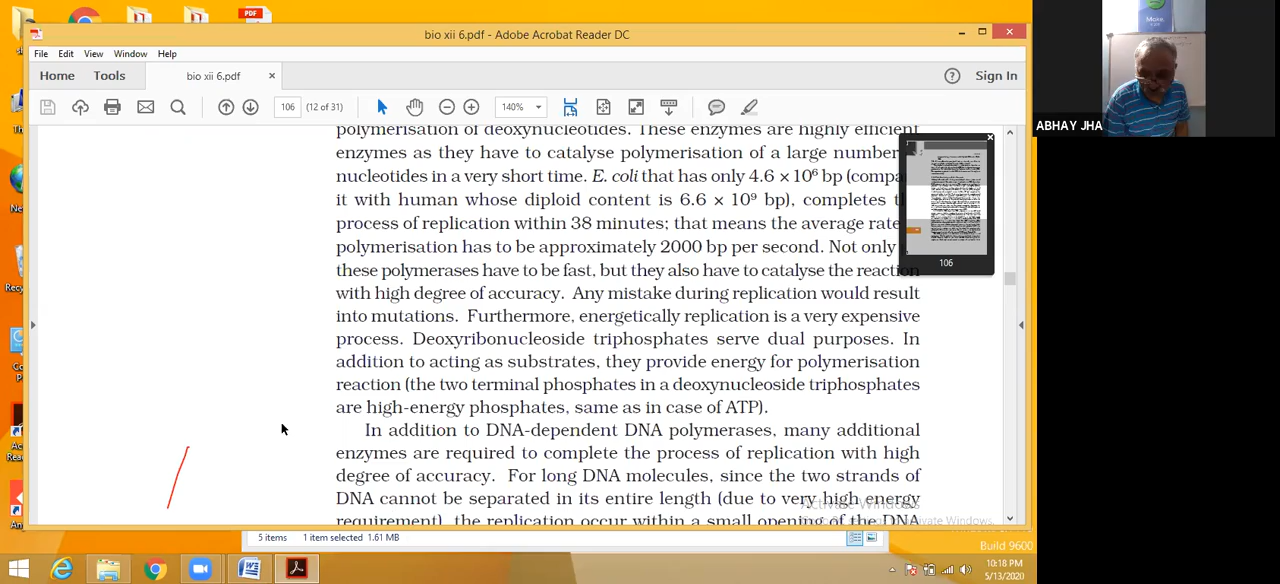 PDF
Make
bio xii 6.pdf - Adobe Acrobat Reader DC
File Edit View Window Help
Home Tools bio xii 6.pdf × Sign In
106 (12 of 31) 140%
polymerisation of deoxynucleotides. These enzymes are highly efficient
enzymes as they have to catalyse polymerisation of a large number
nucleotides in a very short time. E. coli that has only 4.6 × 10⁶ bp (compa
it with human whose diploid content is 6.6 × 10⁹ bp), completes t
process of replication within 38 minutes; that means the average rate
polymerisation has to be approximately 2000 bp per second. Not only
these polymerases have to be fast, but they also have to catalyse the reaction
with high degree of accuracy. Any mistake during replication would result
into mutations. Furthermore, energetically replication is a very expensive
process. Deoxyribonucleoside triphosphates serve dual purposes. In
addition to acting as substrates, they provide energy for polymerisation
reaction (the two terminal phosphates in a deoxynucleoside triphosphates
are high-energy phosphates, same as in case of ATP).
In addition to DNA-dependent DNA polymerases, many additional
enzymes are required to complete the process of replication with high
degree of accuracy. For long DNA molecules, since the two strands of
DNA cannot be separated in its entire length (due to very high energy
requirement), the replication occur within a small opening of the DNA
106
ABHAY JHA
Activate Windows
5 items 1 item selected 1.61 MB
Build 9600
10:18 PM
5/13/2020